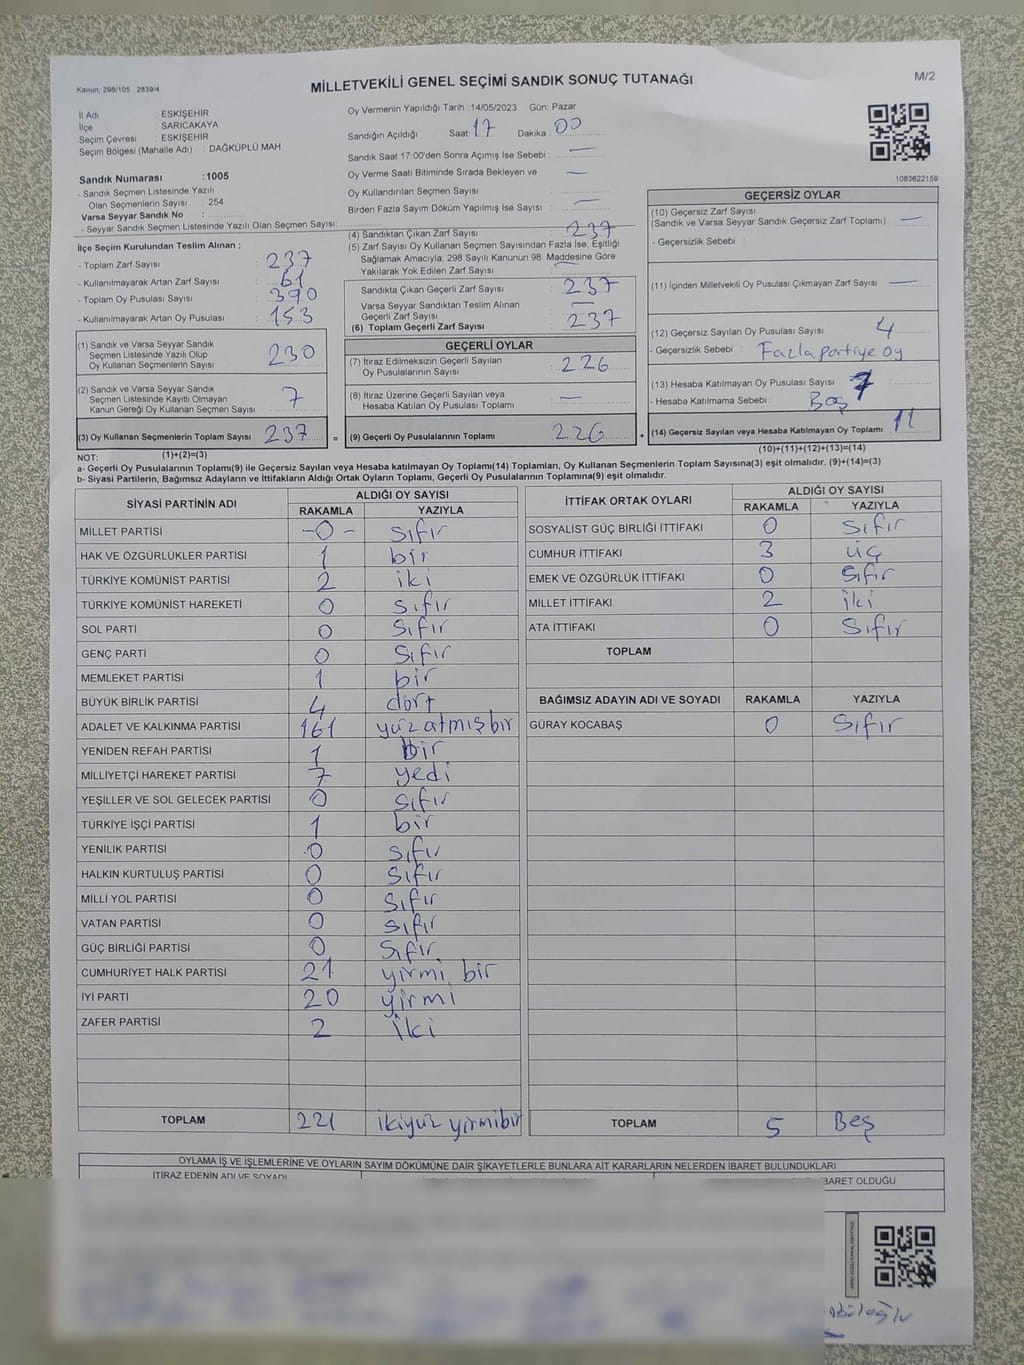 Kanun; 298/105 , 2839/4
MİLLETVEKİLİ GENEL SEÇİMİ SANDIK SONUÇ TUTANAĞI
M/2
İl Adı : ESKİŞEHİR
İlçe : SARICAKAYA
Seçim Çevresi : ESKİŞEHİR
Seçim Bölgesi (Mahalle Adı) : DAĞKÜPLÜ MAH
Sandık Numarası : 1005
- Sandık Seçmen Listesinde Yazılı
Olan Seçmenlerin Sayısı : 254
Varsa Seyyar Sandık No :
- Seyyar Sandık Seçmen Listesinde Yazılı Olan Seçmen Sayısı:
Oy Vermenin Yapıldığı Tarih :14/05/2023 Gün: Pazar
Sandığın Açıldığı Saat 17 Dakika : 00
Sandık Saat 17:00'den Sonra Açımış İse Sebebi : —
Oy Verme Saati Bitiminde Sırada Bekleyen ve —
Oy Kullandırılan Seçmen Sayısı
Birden Fazla Sayım Döküm Yapılmış İse Sayısı : —
1083622159
İlçe Seçim Kurulundan Teslim Alınan ;
- Toplam Zarf Sayısı : 237
- Kullanılmayarak Artan Zarf Sayısı : 61
- Toplam Oy Pusulası Sayısı : 390
- Kullanılmayarak Artan Oy Pusulası : 153
(1) Sandık ve Varsa Seyyar Sandık
Seçmen Listesinde Yazılı Olup
Oy Kullanan Seçmenlerin Sayısı : 230
(2) Sandık ve Varsa Seyyar Sandık
Seçmen Listesinde Kayıtlı Olmayan
Kanun Gereği Oy Kullanan Seçmen Sayısı : 7
(3) Oy Kullanan Seçmenlerin Toplam Sayısı : 237
(4) Sandıktan Çıkan Zarf Sayısı : 237
(5) Zarf Sayısı Oy Kullanan Seçmen Sayısından Fazla İse, Eşitliği
Sağlamak Amacıyla; 298 Sayılı Kanunun 98. Maddesine Göre
Yakılarak Yok Edilen Zarf Sayısı : —
Sandıkta Çıkan Geçerli Zarf Sayısı : 237
Varsa Seyyar Sandıktan Teslim Alınan
Geçerli Zarf Sayısı : —
(6) Toplam Geçerli Zarf Sayısı : 237
GEÇERLİ OYLAR
(7) İtiraz Edilmeksizin Geçerli Sayılan
Oy Pusulalarının Sayısı : 226
(8) İtiraz Üzerine Geçerli Sayılan veya
Hesaba Katılan Oy Pusulası Toplamı : —
= (9) Geçerli Oy Pusulalarının Toplamı : 226 +
GEÇERSİZ OYLAR
(10) Geçersiz Zarf Sayısı
(Sandık ve Varsa Seyyar Sandık Geçersiz Zarf Toplamı) : —
- Geçersizlik Sebebi :
(11) İçinden Milletvekili Oy Pusulası Çıkmayan Zarf Sayısı : —
(12) Geçersiz Sayılan Oy Pusulası Sayısı : 4
- Geçersizlik Sebebi : Fazla partiye oy
(13) Hesaba Katılmayan Oy Pusulası Sayısı : 7
- Hesaba Katılmama Sebebi : Boş
(14) Geçersiz Sayılan veya Hesaba Katılmayan Oy Toplamı : 11
NOT: (1)+(2)=(3) (10)+(11)+(12)+(13)=(14)
a- Geçerli Oy Pusulalarının Toplamı(9) ile Geçersiz Sayılan veya Hesaba katılmayan Oy Toplamı(14) Toplamları, Oy Kullanan Seçmenlerin Toplam Sayısına(3) eşit olmalıdır. (9)+(14)=(3)
b- Siyasi Partilerin, Bağımsız Adayların ve İttifakların Aldığı Ortak Oyların Toplamı, Geçerli Oy Pusulalarının Toplamına(9) eşit olmalıdır.
SİYASİ PARTİNİN ADI ALDIĞI OY SAYISI
RAKAMLA YAZIYLA
MİLLET PARTİSİ -0- sıfır
HAK VE ÖZGÜRLÜKLER PARTİSİ 1 bir
TÜRKİYE KOMÜNİST PARTİSİ 2 iki
TÜRKİYE KOMÜNİST HAREKETİ 0 sıfır
SOL PARTİ 0 sıfır
GENÇ PARTİ 0 sıfır
MEMLEKET PARTİSİ 1 bir
BÜYÜK BİRLİK PARTİSİ 4 dört
ADALET VE KALKINMA PARTİSİ 161 yüz atmış bir
YENİDEN REFAH PARTİSİ 1 bir
MİLLİYETÇİ HAREKET PARTİSİ 7 yedi
YEŞİLLER VE SOL GELECEK PARTİSİ 0 sıfır
TÜRKİYE İŞÇİ PARTİSİ 1 bir
YENİLİK PARTİSİ 0 sıfır
HALKIN KURTULUŞ PARTİSİ 0 sıfır
MİLLİ YOL PARTİSİ 0 sıfır
VATAN PARTİSİ 0 sıfır
GÜÇ BİRLİĞİ PARTİSİ 0 sıfır
CUMHURİYET HALK PARTİSİ 21 yirmi bir
İYİ PARTİ 20 yirmi
ZAFER PARTİSİ 2 iki
TOPLAM 221 ikiyüz yirmibir
İTTİFAK ORTAK OYLARI ALDIĞI OY SAYISI
RAKAMLA YAZIYLA
SOSYALİST GÜÇ BİRLİĞİ İTTİFAKI 0 sıfır
CUMHUR İTTİFAKI 3 üç
EMEK VE ÖZGÜRLÜK İTTİFAKI 0 sıfır
MİLLET İTTİFAKI 2 iki
ATA İTTİFAKI 0 sıfır
TOPLAM
BAĞIMSIZ ADAYIN ADI VE SOYADI RAKAMLA YAZIYLA
GÜRAY KOCABAŞ 0 sıfır
TOPLAM 5 Beş
OYLAMA İŞ VE İŞLEMLERİNE VE OYLARIN SAYIM DÖKÜMÜNE DAİR ŞİKAYETLERLE BUNLARA AİT KARARLARIN NELERDEN İBARET BULUNDUKLARI
İTİRAZ EDENİN ADI VE SOYADI BARET OLDUĞU